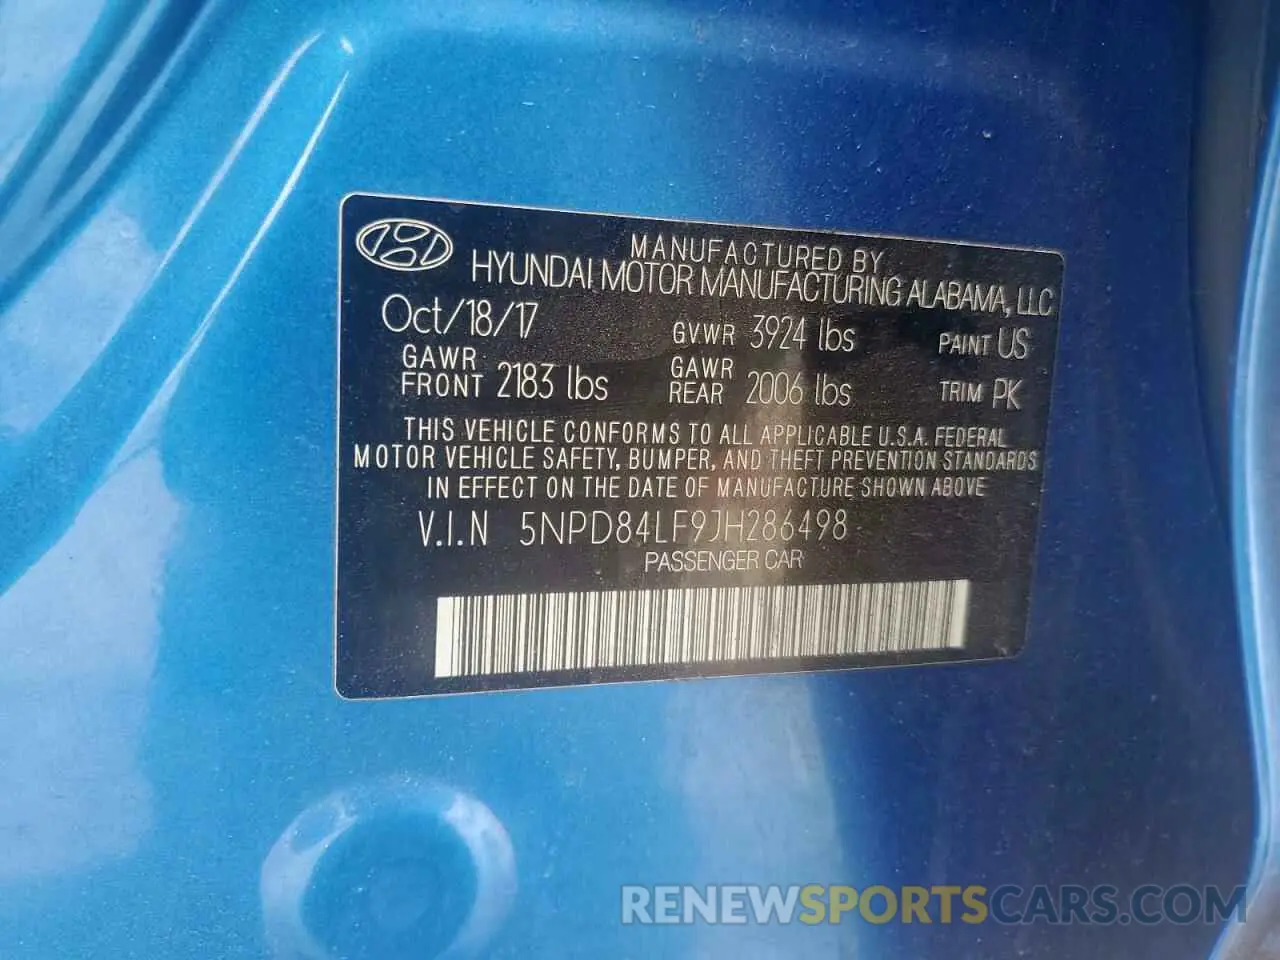 MANUFACTURED BY
HYUNDAI MOTOR MANUFACTURING ALABAMA, LLC
Oct/18/17 GVWR 3924 lbs PAINT US
GAWR FRONT 2183 lbs GAWR REAR 2006 lbs TRIM PK
THIS VEHICLE CONFORMS TO ALL APPLICABLE U.S.A. FEDERAL
MOTOR VEHICLE SAFETY, BUMPER, AND THEFT PREVENTION STANDARDS
IN EFFECT ON THE DATE OF MANUFACTURE SHOWN ABOVE
V.I.N 5NPD84LF9JH286498
PASSENGER CAR
RENEWSPORTSCARS.COM